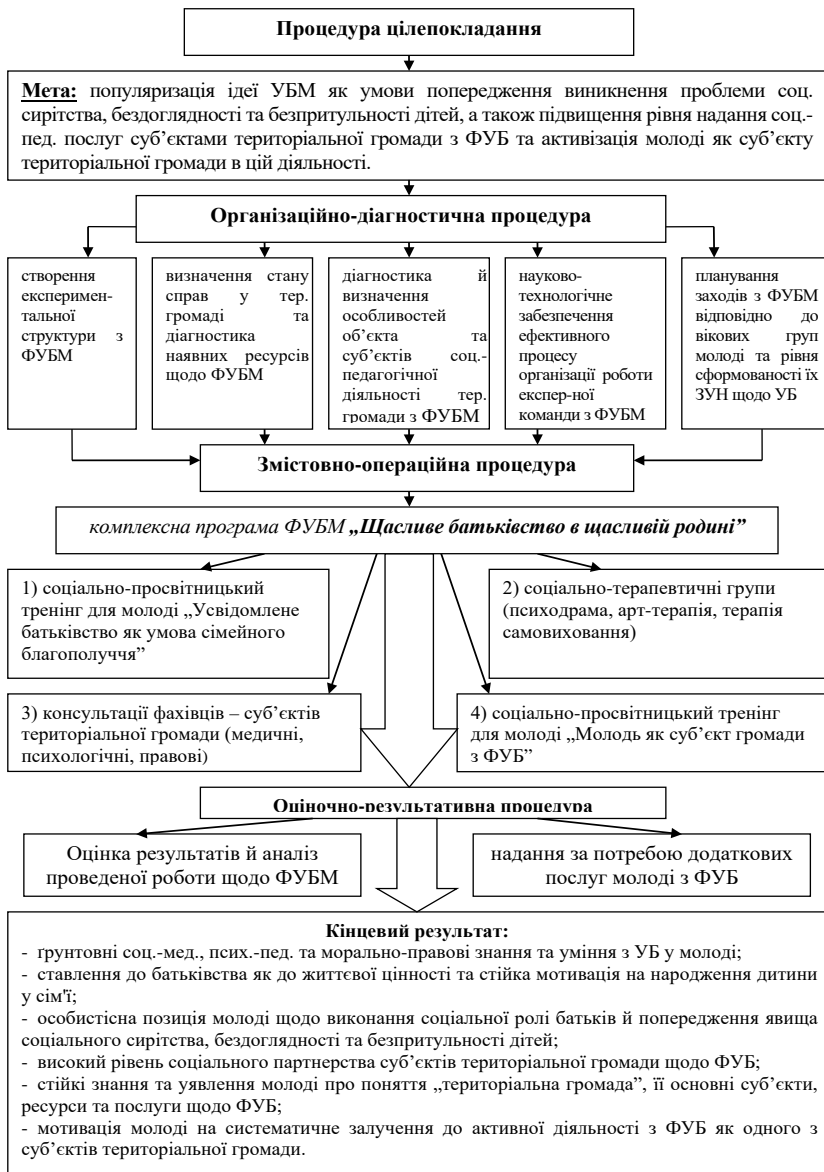 Процедура цілепокладання
Мета: популяризація ідеї УБМ як умови попередження виникнення проблеми соц.
сирітства, бездоглядності та безпритульності дітей, а також підвищення рівня надання соц.-
пед. послуг суб’єктами територіальної громади з ФУБ та активізація молоді як суб’єкту
територіальної громади в цій діяльності.
Організаційно-діагностична процедура
створення
експеримен-
тальної
структури з
ФУБМ
визначення стану
справ у тер.
громаді та
діагностика
наявних ресурсів
щодо ФУБМ
діагностика й
визначення
особливостей
об’єкта та
суб’єктів соц.-
педагогічної
діяльності тер.
громади з ФУБМ
науково-
технологічне
забезпечення
ефективного
процесу
організації роботи
експер-ної
команди з ФУБМ
планування
заходів з ФУБМ
відповідно до
вікових груп
молоді та рівня
сформованості їх
ЗУН щодо УБ
Змістовно-операційна процедура
комплексна програма ФУБМ „Щасливе батьківство в щасливій родині”
1) соціально-просвітницький
тренінг для молоді „Усвідомлене
батьківство як умова сімейного
благополуччя”
2) соціально-терапевтичні групи
(психодрама, арт-терапія, терапія
самовиховання)
3) консультації фахівців – суб’єктів
територіальної громади (медичні,
психологічні, правові)
4) соціально-просвітницький тренінг
для молоді „Молодь як суб’єкт громади
з ФУБ”
Оціночно-результативна процедура
Оцінка результатів й аналіз
проведеної роботи щодо ФУБМ
надання за потребою додаткових
послуг молоді з ФУБ
Кінцевий результат:
- ґрунтовні соц.-мед., псих.-пед. та морально-правові знання та уміння з УБ у молоді;
- ставлення до батьківства як до життєвої цінності та стійка мотивація на народження дитини
у сім'ї;
- особистісна позиція молоді щодо виконання соціальної ролі батьків й попередження явища
соціального сирітства, бездоглядності та безпритульності дітей;
- високий рівень соціального партнерства суб’єктів територіальної громади щодо ФУБ;
- стійкі знання та уявлення молоді про поняття „територіальна громада”, її основні суб’єкти,
ресурси та послуги щодо ФУБ;
- мотивація молоді на систематичне залучення до активної діяльності з ФУБ як одного з
суб’єктів територіальної громади.